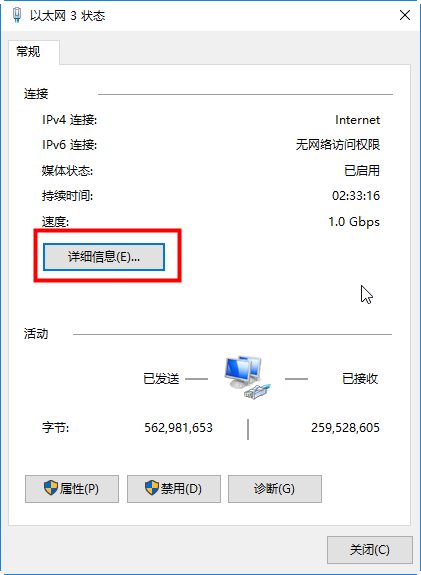 以太网 3 状态
常规
连接
IPv4 连接: Internet
IPv6 连接: 无网络访问权限
媒体状态: 已启用
持续时间: 02:33:16
速度: 1.0 Gbps
详细信息(E)...
活动
已发送 已接收
字节: 562,981,653 259,528,605
属性(P) 禁用(D) 诊断(G)
关闭(C)